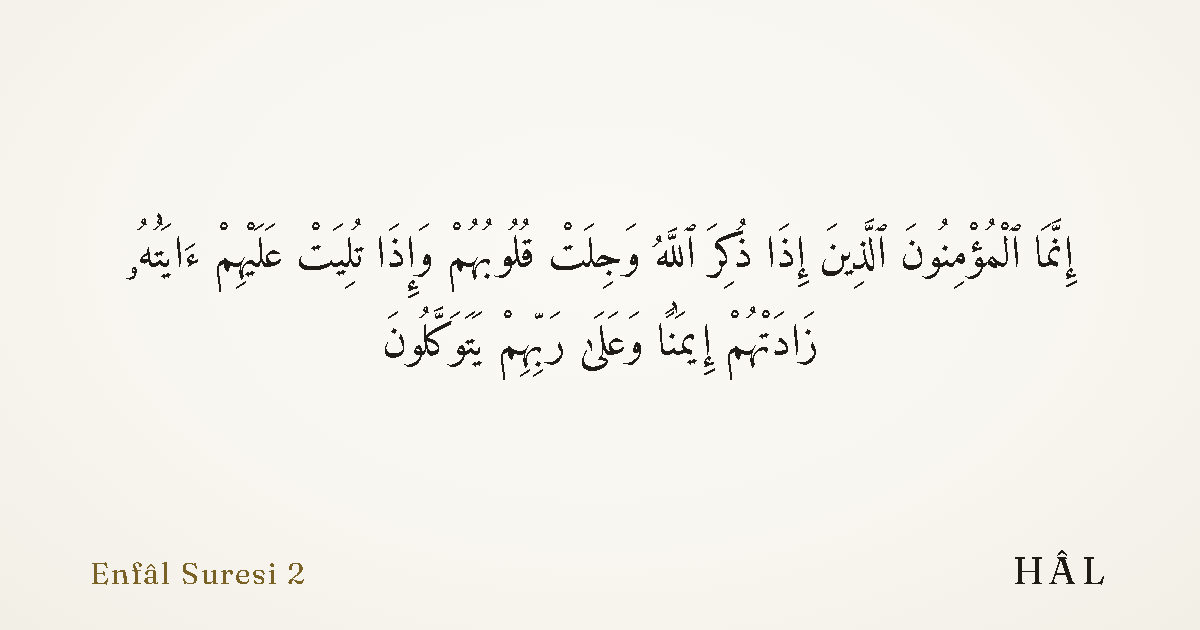 إِنَّمَا ٱلْمُؤْمِنُونَ ٱلَّذِينَ إِذَا ذُكِرَ ٱللَّهُ وَجِلَتْ قُلُوبُهُمْ وَإِذَا تُلِيَتْ عَلَيْهِمْ ءَايَٰتُهُۥ
زَادَتْهُمْ إِيمَٰنًا وَعَلَىٰ رَبِّهِمْ يَتَوَكَّلُونَ
Enfâl Suresi 2
HÂL